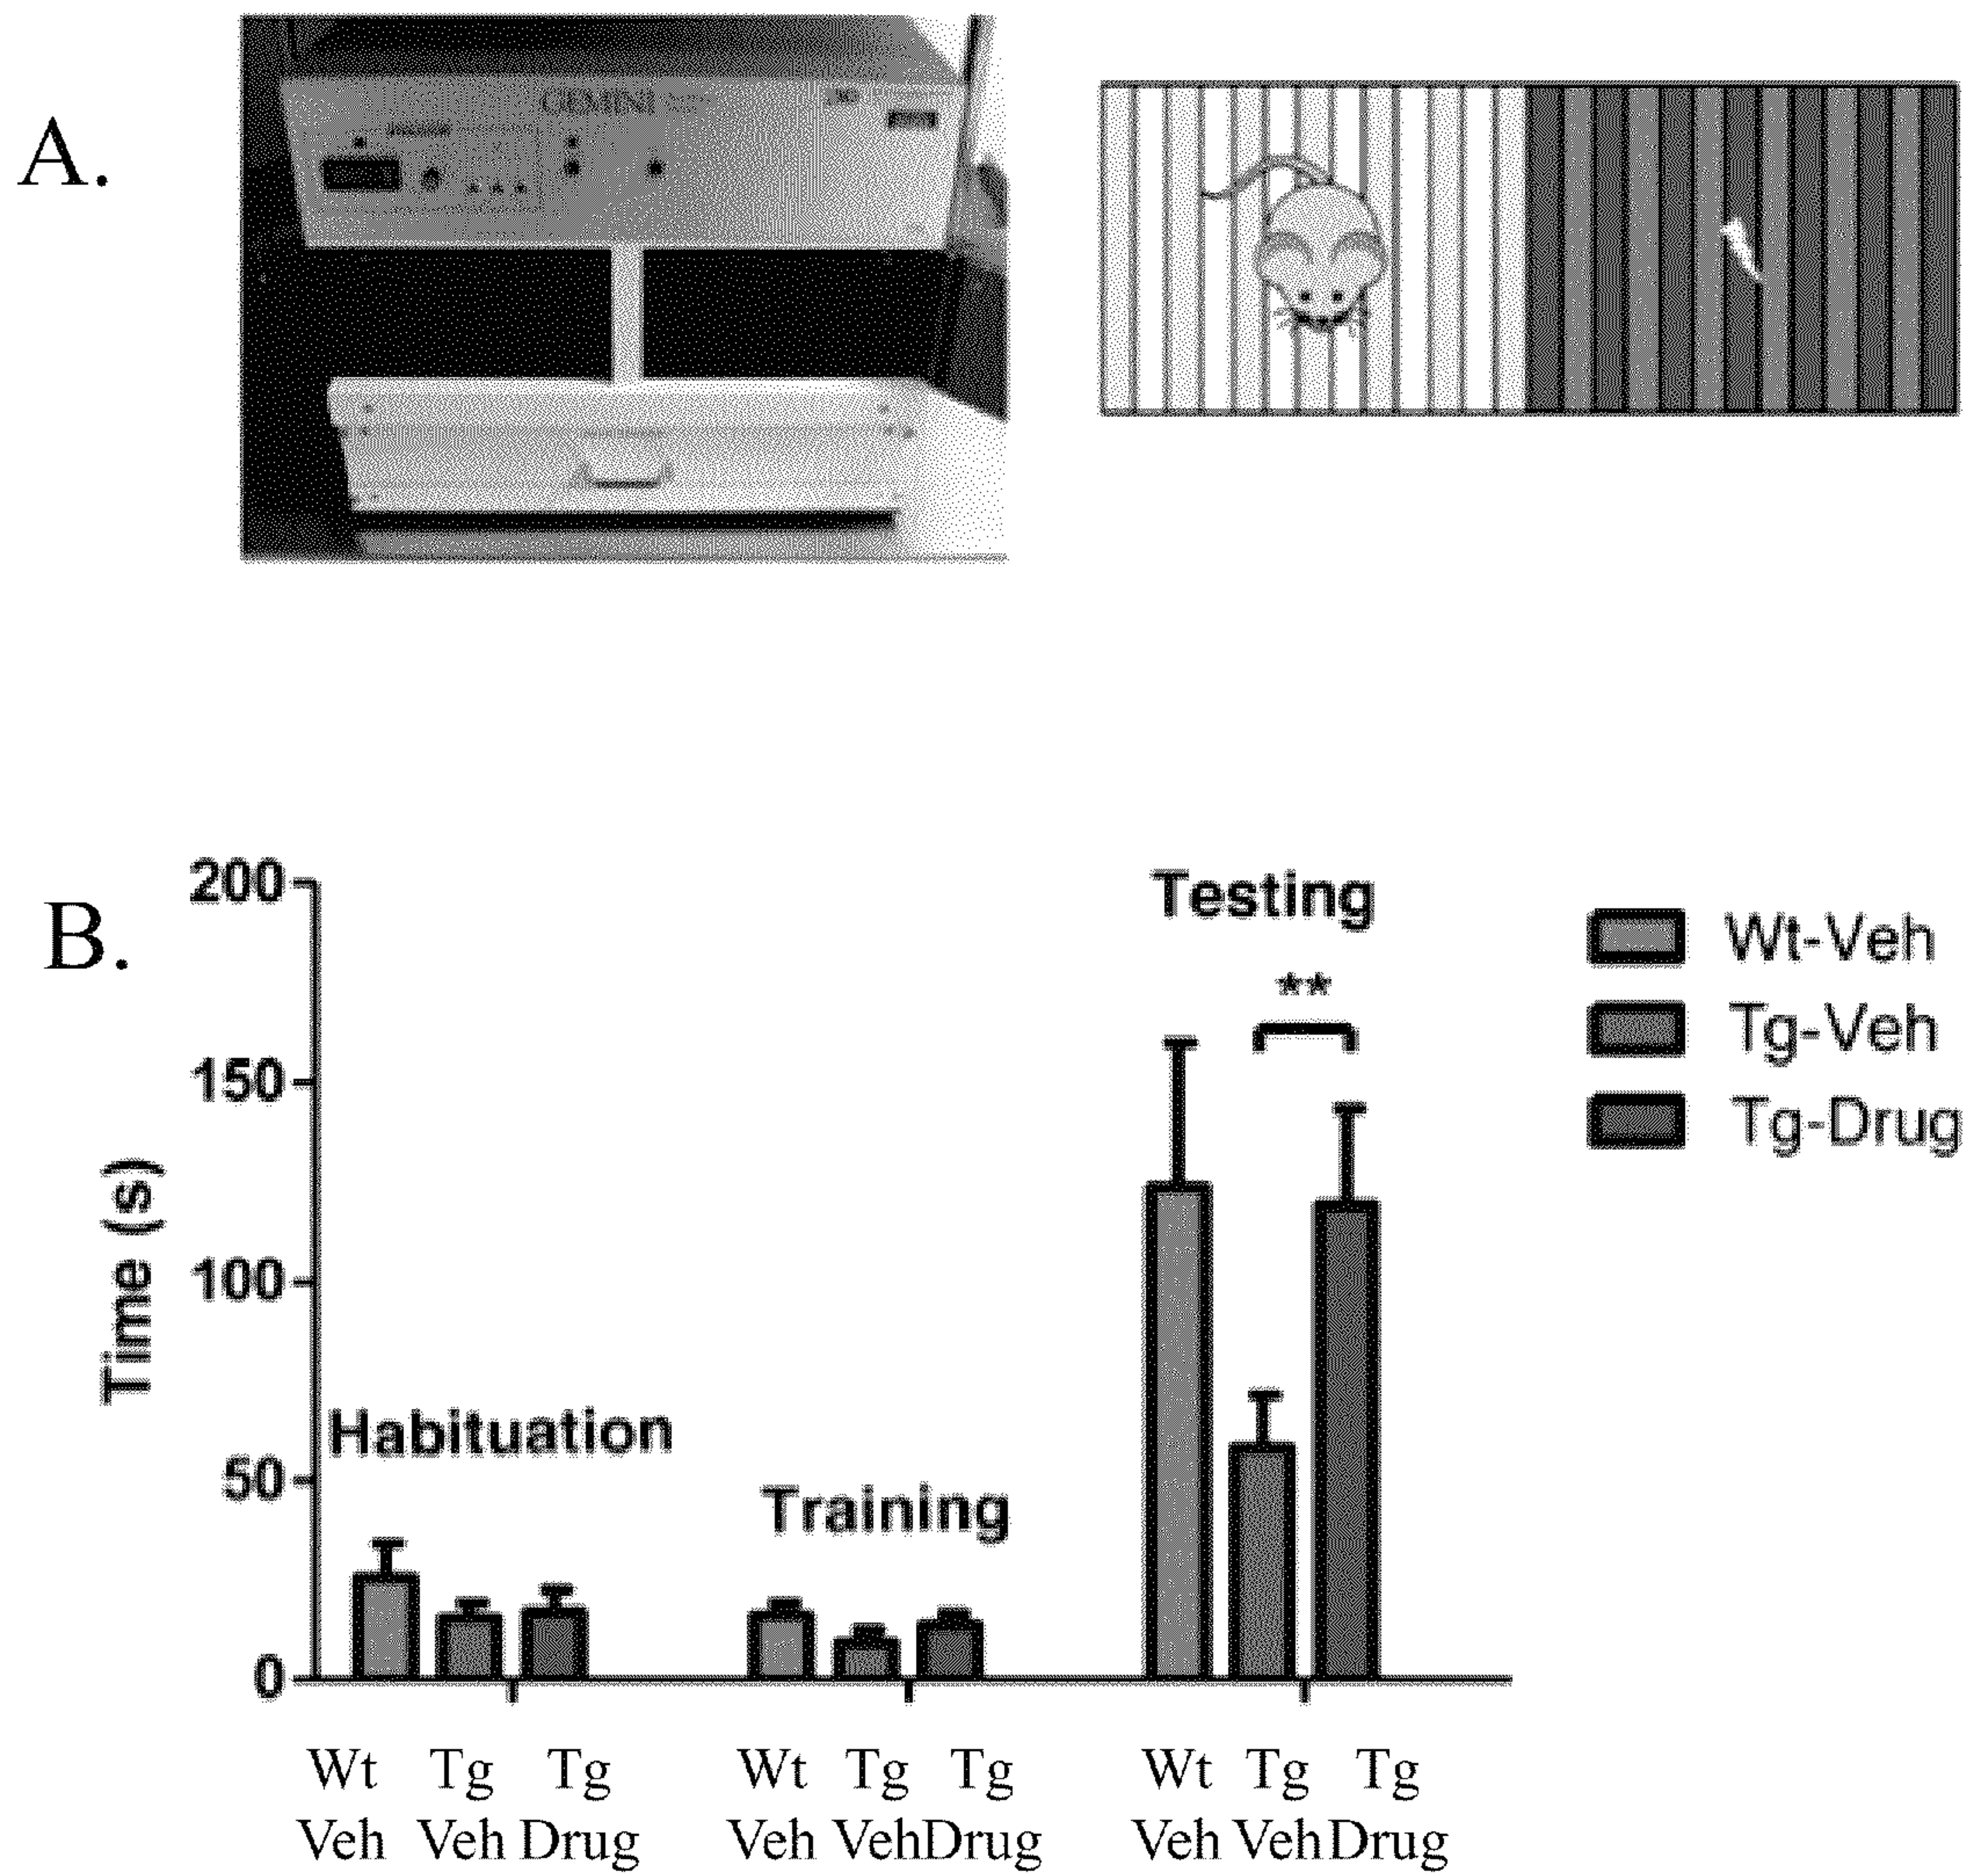 A.
GEMINI
B.
200
150
100
50
0
Time (s)
Habituation
Training
Testing
**
Wt-Veh
Tg-Veh
Tg-Drug
Wt Tg Tg Wt Tg Tg Wt Tg Tg
Veh Veh Drug Veh Veh Drug Veh Veh Drug